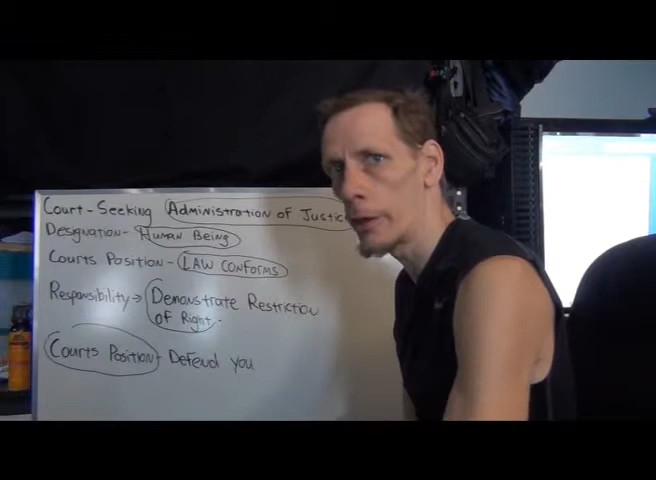 Court-Seeking Administration of Justic
Designation- Human Being
Courts Position- LAW CONFORMS
Responsibility→ Demonstrate Restriction
of Right-
Courts Position- Defend you